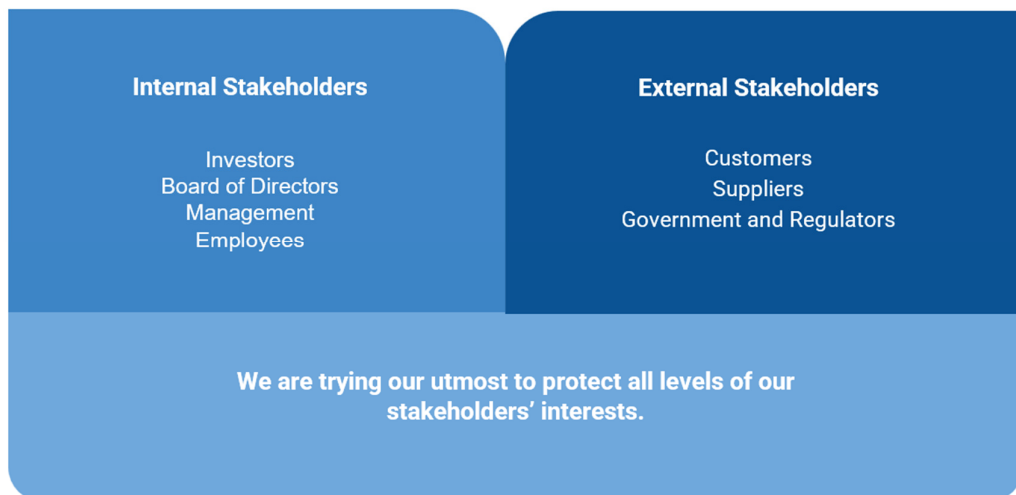 Internal Stakeholders
Investors
Board of Directors
Management
Employees
External Stakeholders
Customers
Suppliers
Government and Regulators
We are trying our utmost to protect all levels of our
stakeholders’ interests.